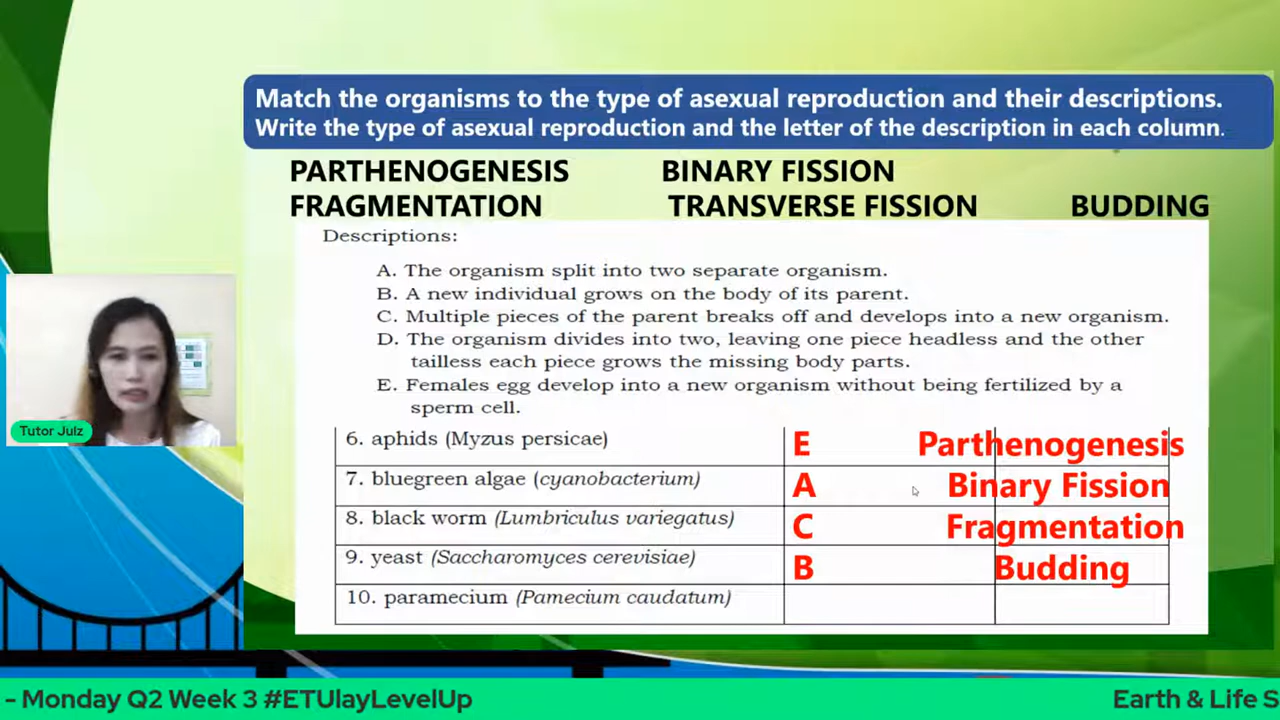 Match the organisms to the type of asexual reproduction and their descriptions.
Write the type of asexual reproduction and the letter of the description in each column.
PARTHENOGENESIS BINARY FISSION
FRAGMENTATION TRANSVERSE FISSION BUDDING
Descriptions:
A. The organism split into two separate organism.
B. A new individual grows on the body of its parent.
C. Multiple pieces of the parent breaks off and develops into a new organism.
D. The organism divides into two, leaving one piece headless and the other
tailless each piece grows the missing body parts.
E. Females egg develop into a new organism without being fertilized by a
sperm cell.
6. aphids (Myzus persicae) E Parthenogenesis
7. bluegreen algae (cyanobacterium) A Binary Fission
8. black worm (Lumbriculus variegatus) C Fragmentation
9. yeast (Saccharomyces cerevisiae) B Budding
10. paramecium (Pamecium caudatum)
Tutor Julz
- Monday Q2 Week 3 #ETUlayLevelUp
Earth & Life S